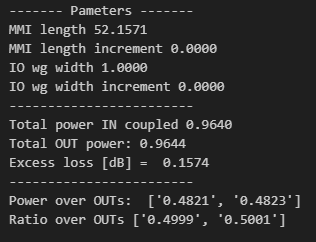 ------- Pameters -------
MMI length 52.1571
MMI length increment 0.0000
IO wg width 1.0000
IO wg width increment 0.0000
------------------------
Total power IN coupled 0.9640
Total OUT power: 0.9644
Excess loss [dB] =  0.1574
------------------------
Power over OUTs:  ['0.4821', '0.4823']
Ratio over OUTs ['0.4999', '0.5001']